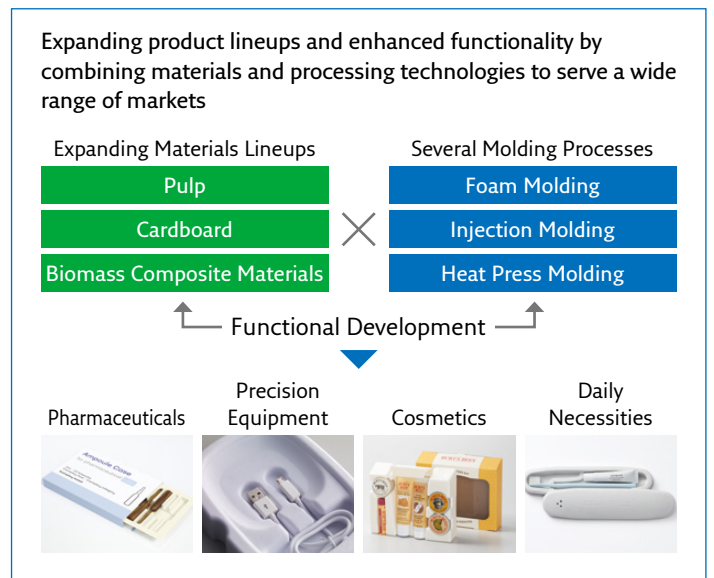 Expanding product lineups and enhanced functionality by
combining materials and processing technologies to serve a wide
range of markets
Expanding Materials Lineups
Several Molding Processes
Pulp
Foam Molding
Cardboard
Injection Molding
Biomass Composite Materials
Heat Press Molding
Functional Development
Pharmaceuticals
Precision
Equipment
Cosmetics
Daily
Necessities
Ampoule Case
BURT'S BEES